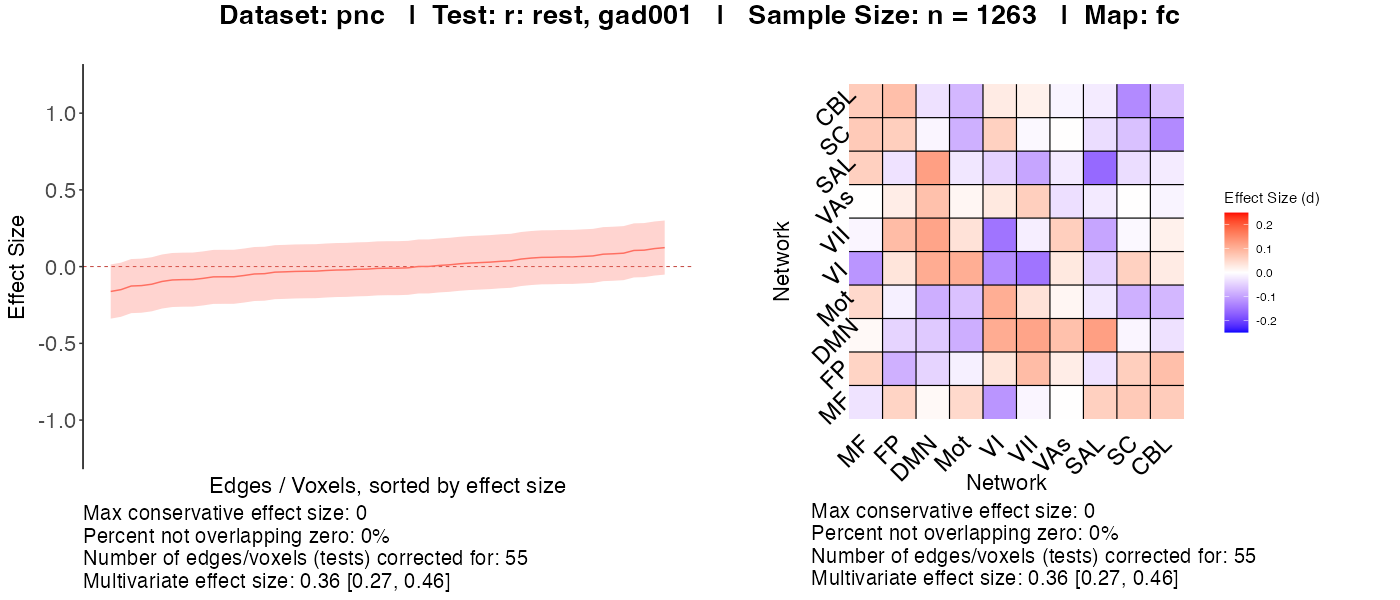 Dataset: pnc | Test: r: rest, gad001 | Sample Size: n = 1263 | Map: fc
Effect Size
1.0
0.5
0.0
-0.5
-1.0
Edges / Voxels, sorted by effect size
Max conservative effect size: 0
Percent not overlapping zero: 0%
Number of edges/voxels (tests) corrected for: 55
Multivariate effect size: 0.36 [0.27, 0.46]
Network
CBL
SC
SAL
VAs
VII
VI
Mot
DMN
FP
MF
MF FP DMN Mot VI VII VAs SAL SC CBL
Network
Effect Size (d)
0.2
0.1
0.0
-0.1
-0.2
Max conservative effect size: 0
Percent not overlapping zero: 0%
Number of edges/voxels (tests) corrected for: 55
Multivariate effect size: 0.36 [0.27, 0.46]